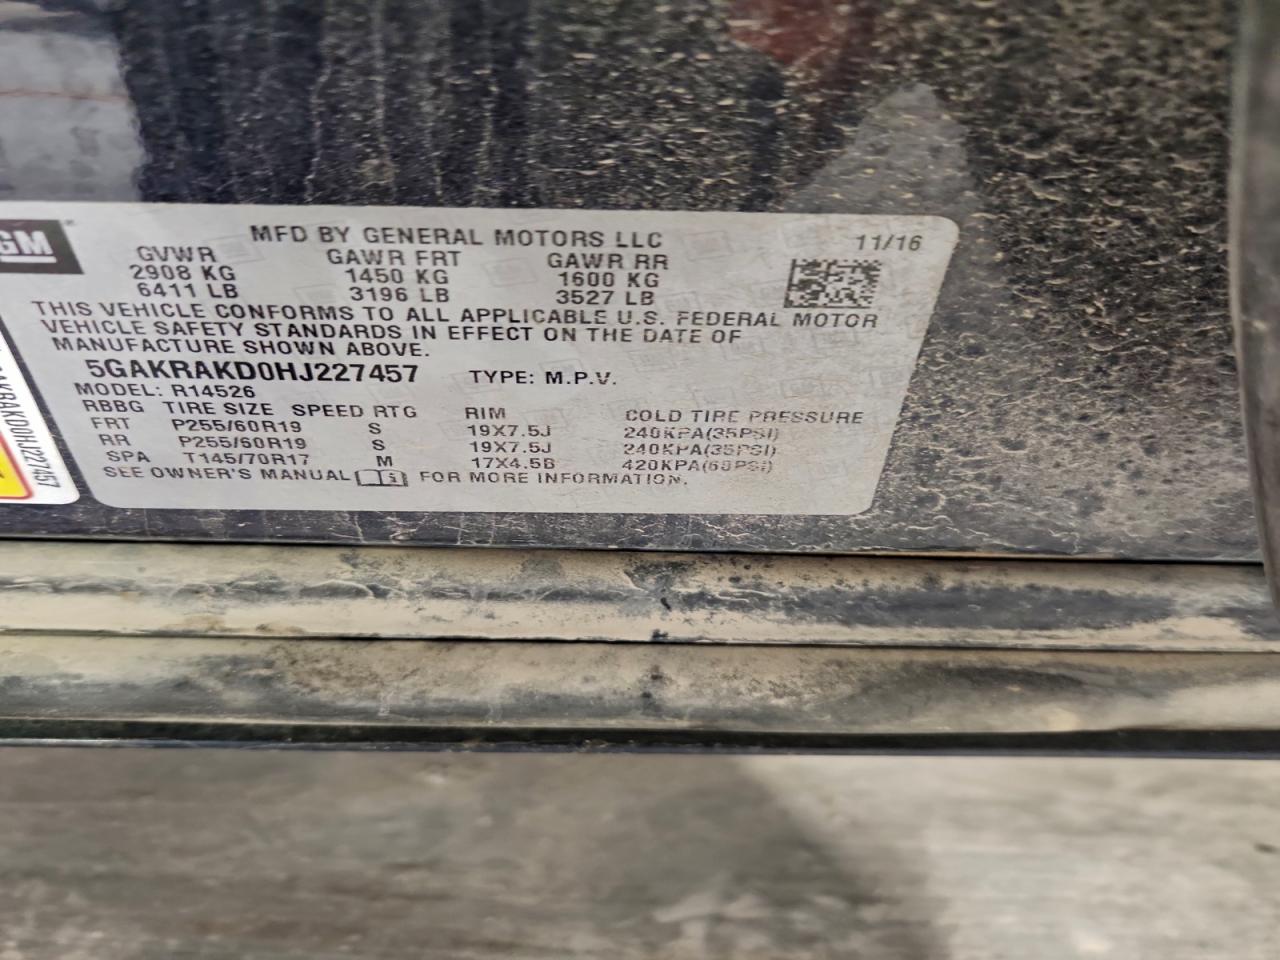 GM
MFD BY GENERAL MOTORS LLC 11/16
GVWR GAWR FRT GAWR RR
2908 KG 1450 KG 1600 KG
6411 LB 3196 LB 3527 LB
THIS VEHICLE CONFORMS TO ALL APPLICABLE U.S. FEDERAL MOTOR
VEHICLE SAFETY STANDARDS IN EFFECT ON THE DATE OF
MANUFACTURE SHOWN ABOVE.
5GAKRAKD0HJ227457 TYPE: M.P.V.
MODEL: R14526
RBBG TIRE SIZE SPEED RTG RIM COLD TIRE PRESSURE
FRT P255/60R19 S 19X7.5J 240KPA(35PSI)
RR P255/60R19 S 19X7.5J 240KPA(35PSI)
SPA T145/70R17 M 17X4.5B 420KPA(60PSI)
SEE OWNER'S MANUAL FOR MORE INFORMATION.